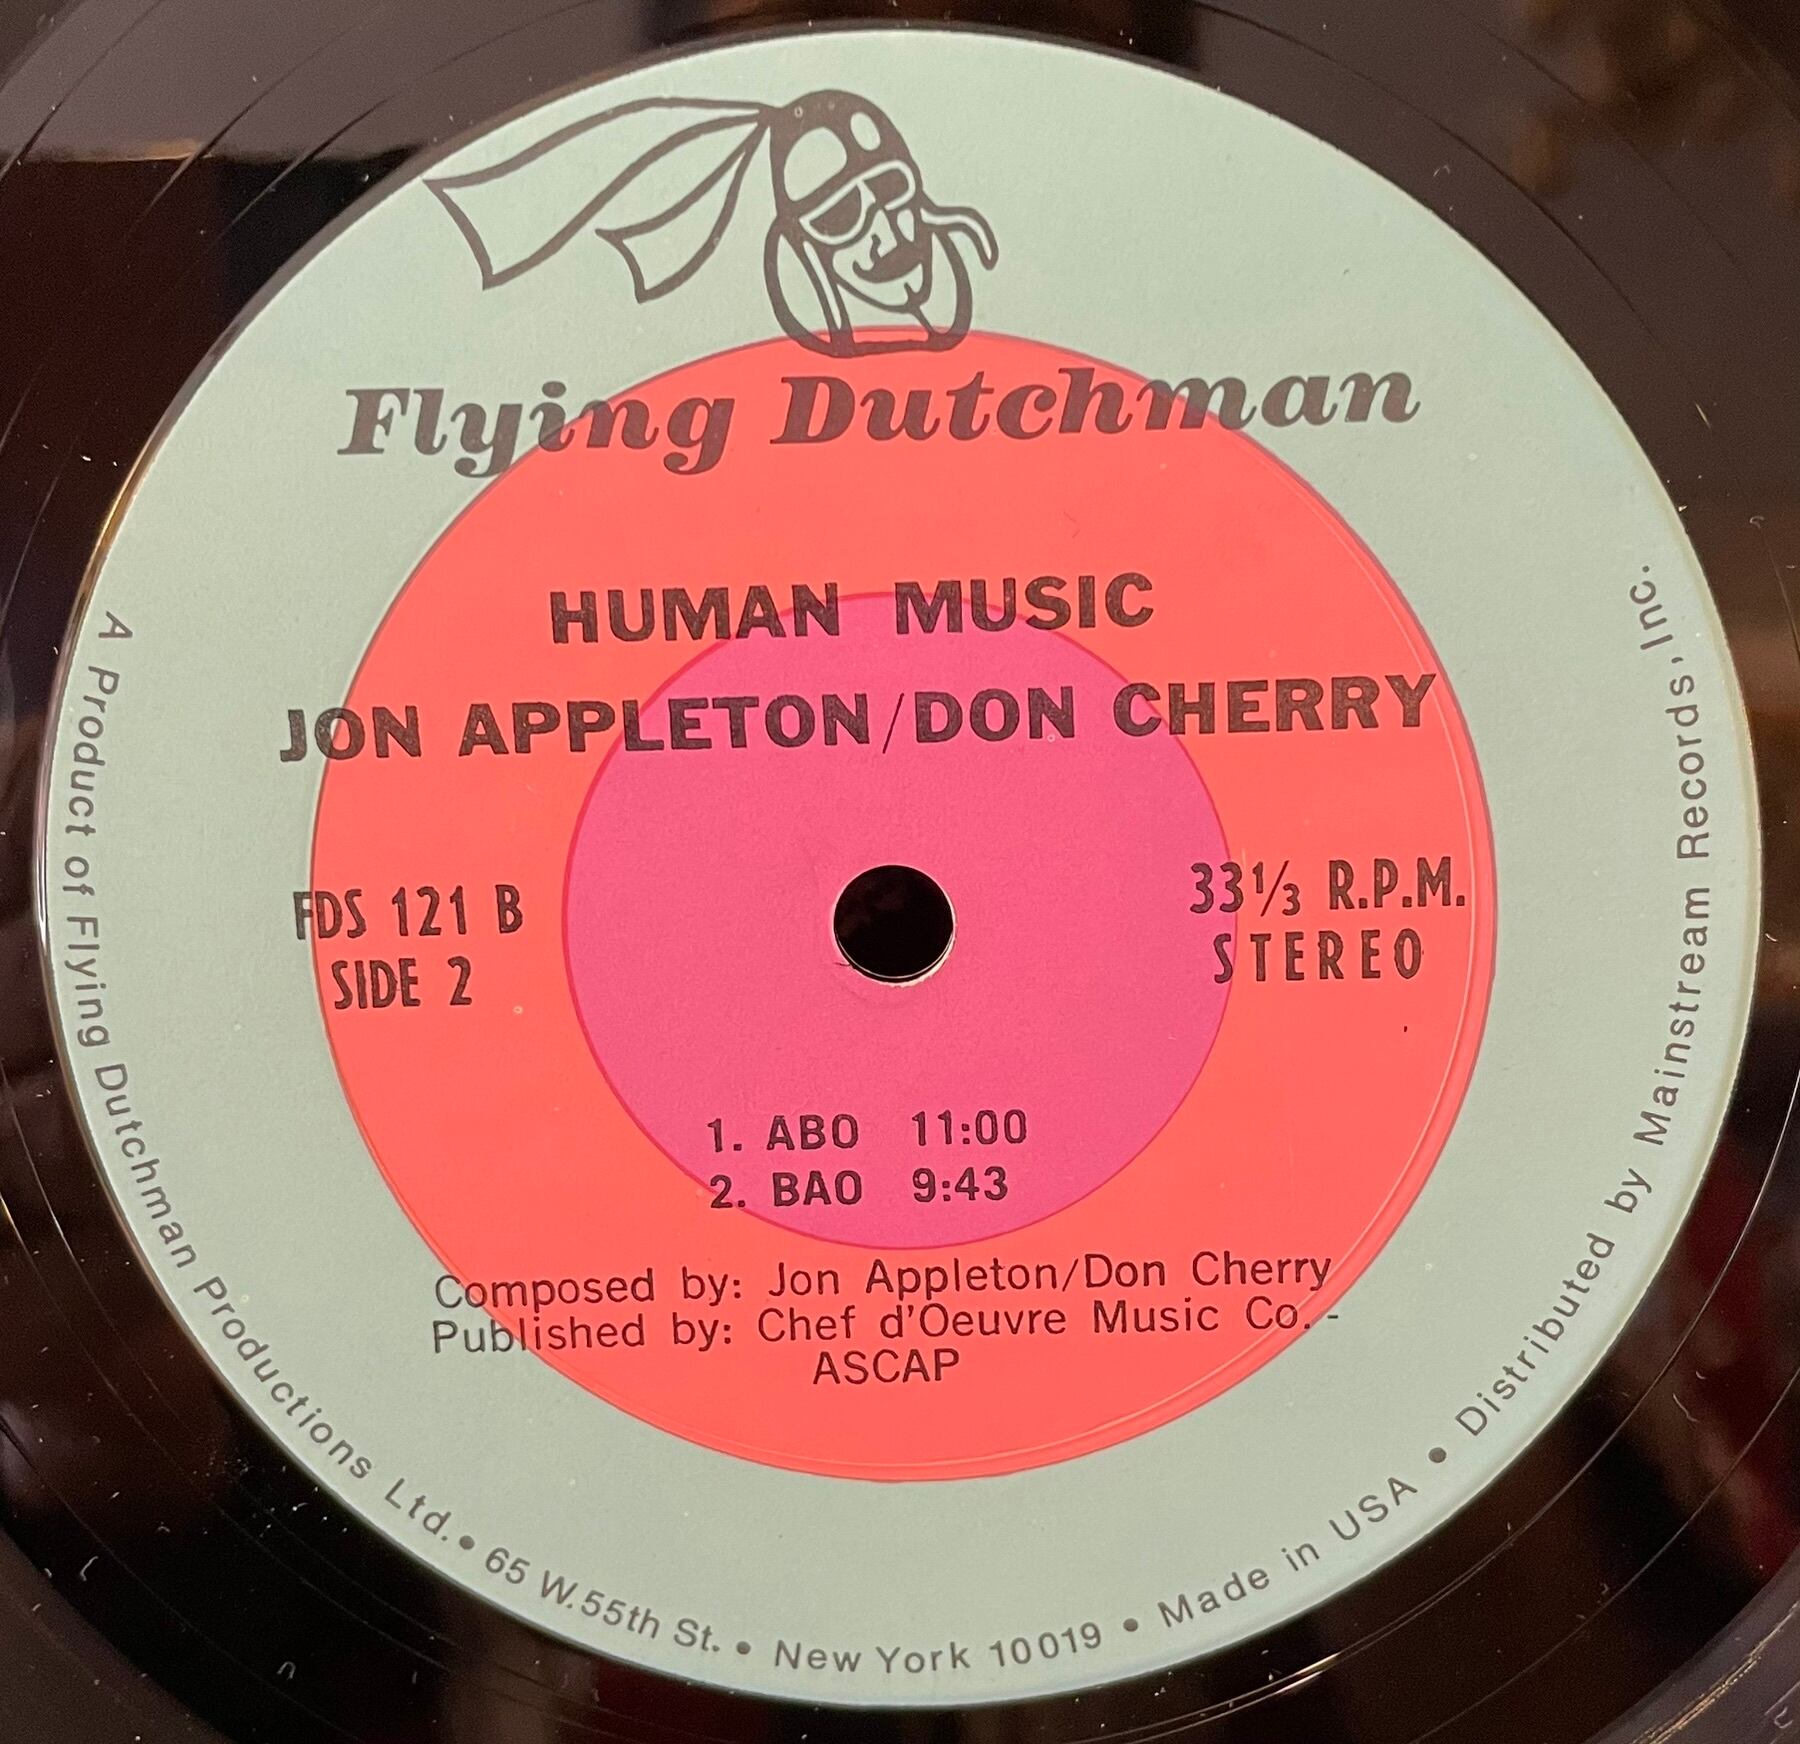 Flying Dutchman
HUMAN MUSIC
JON APPLETON/DON CHERRY
FDS 121 B
SIDE 2
33 1/3 R.P.M.
STEREO
1. ABO 11:00
2. BAO 9:43
Composed by: Jon Appleton/Don Cherry
Published by: Chef d'Oeuvre Music Co. -
ASCAP
A Product of Flying Dutchman Productions Ltd. • 65 W.55th St. • New York 10019 • Made in USA • Distributed by Mainstream Records, Inc.